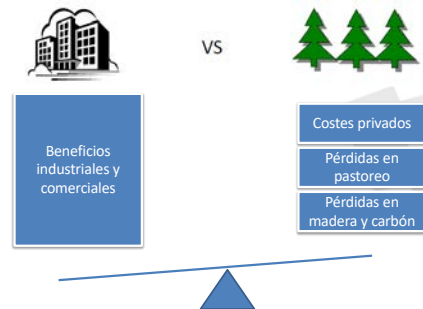 VS
Beneficios
industriales y
comerciales
Costes privados
Pérdidas en
pastoreo
Pérdidas en
madera y carbón